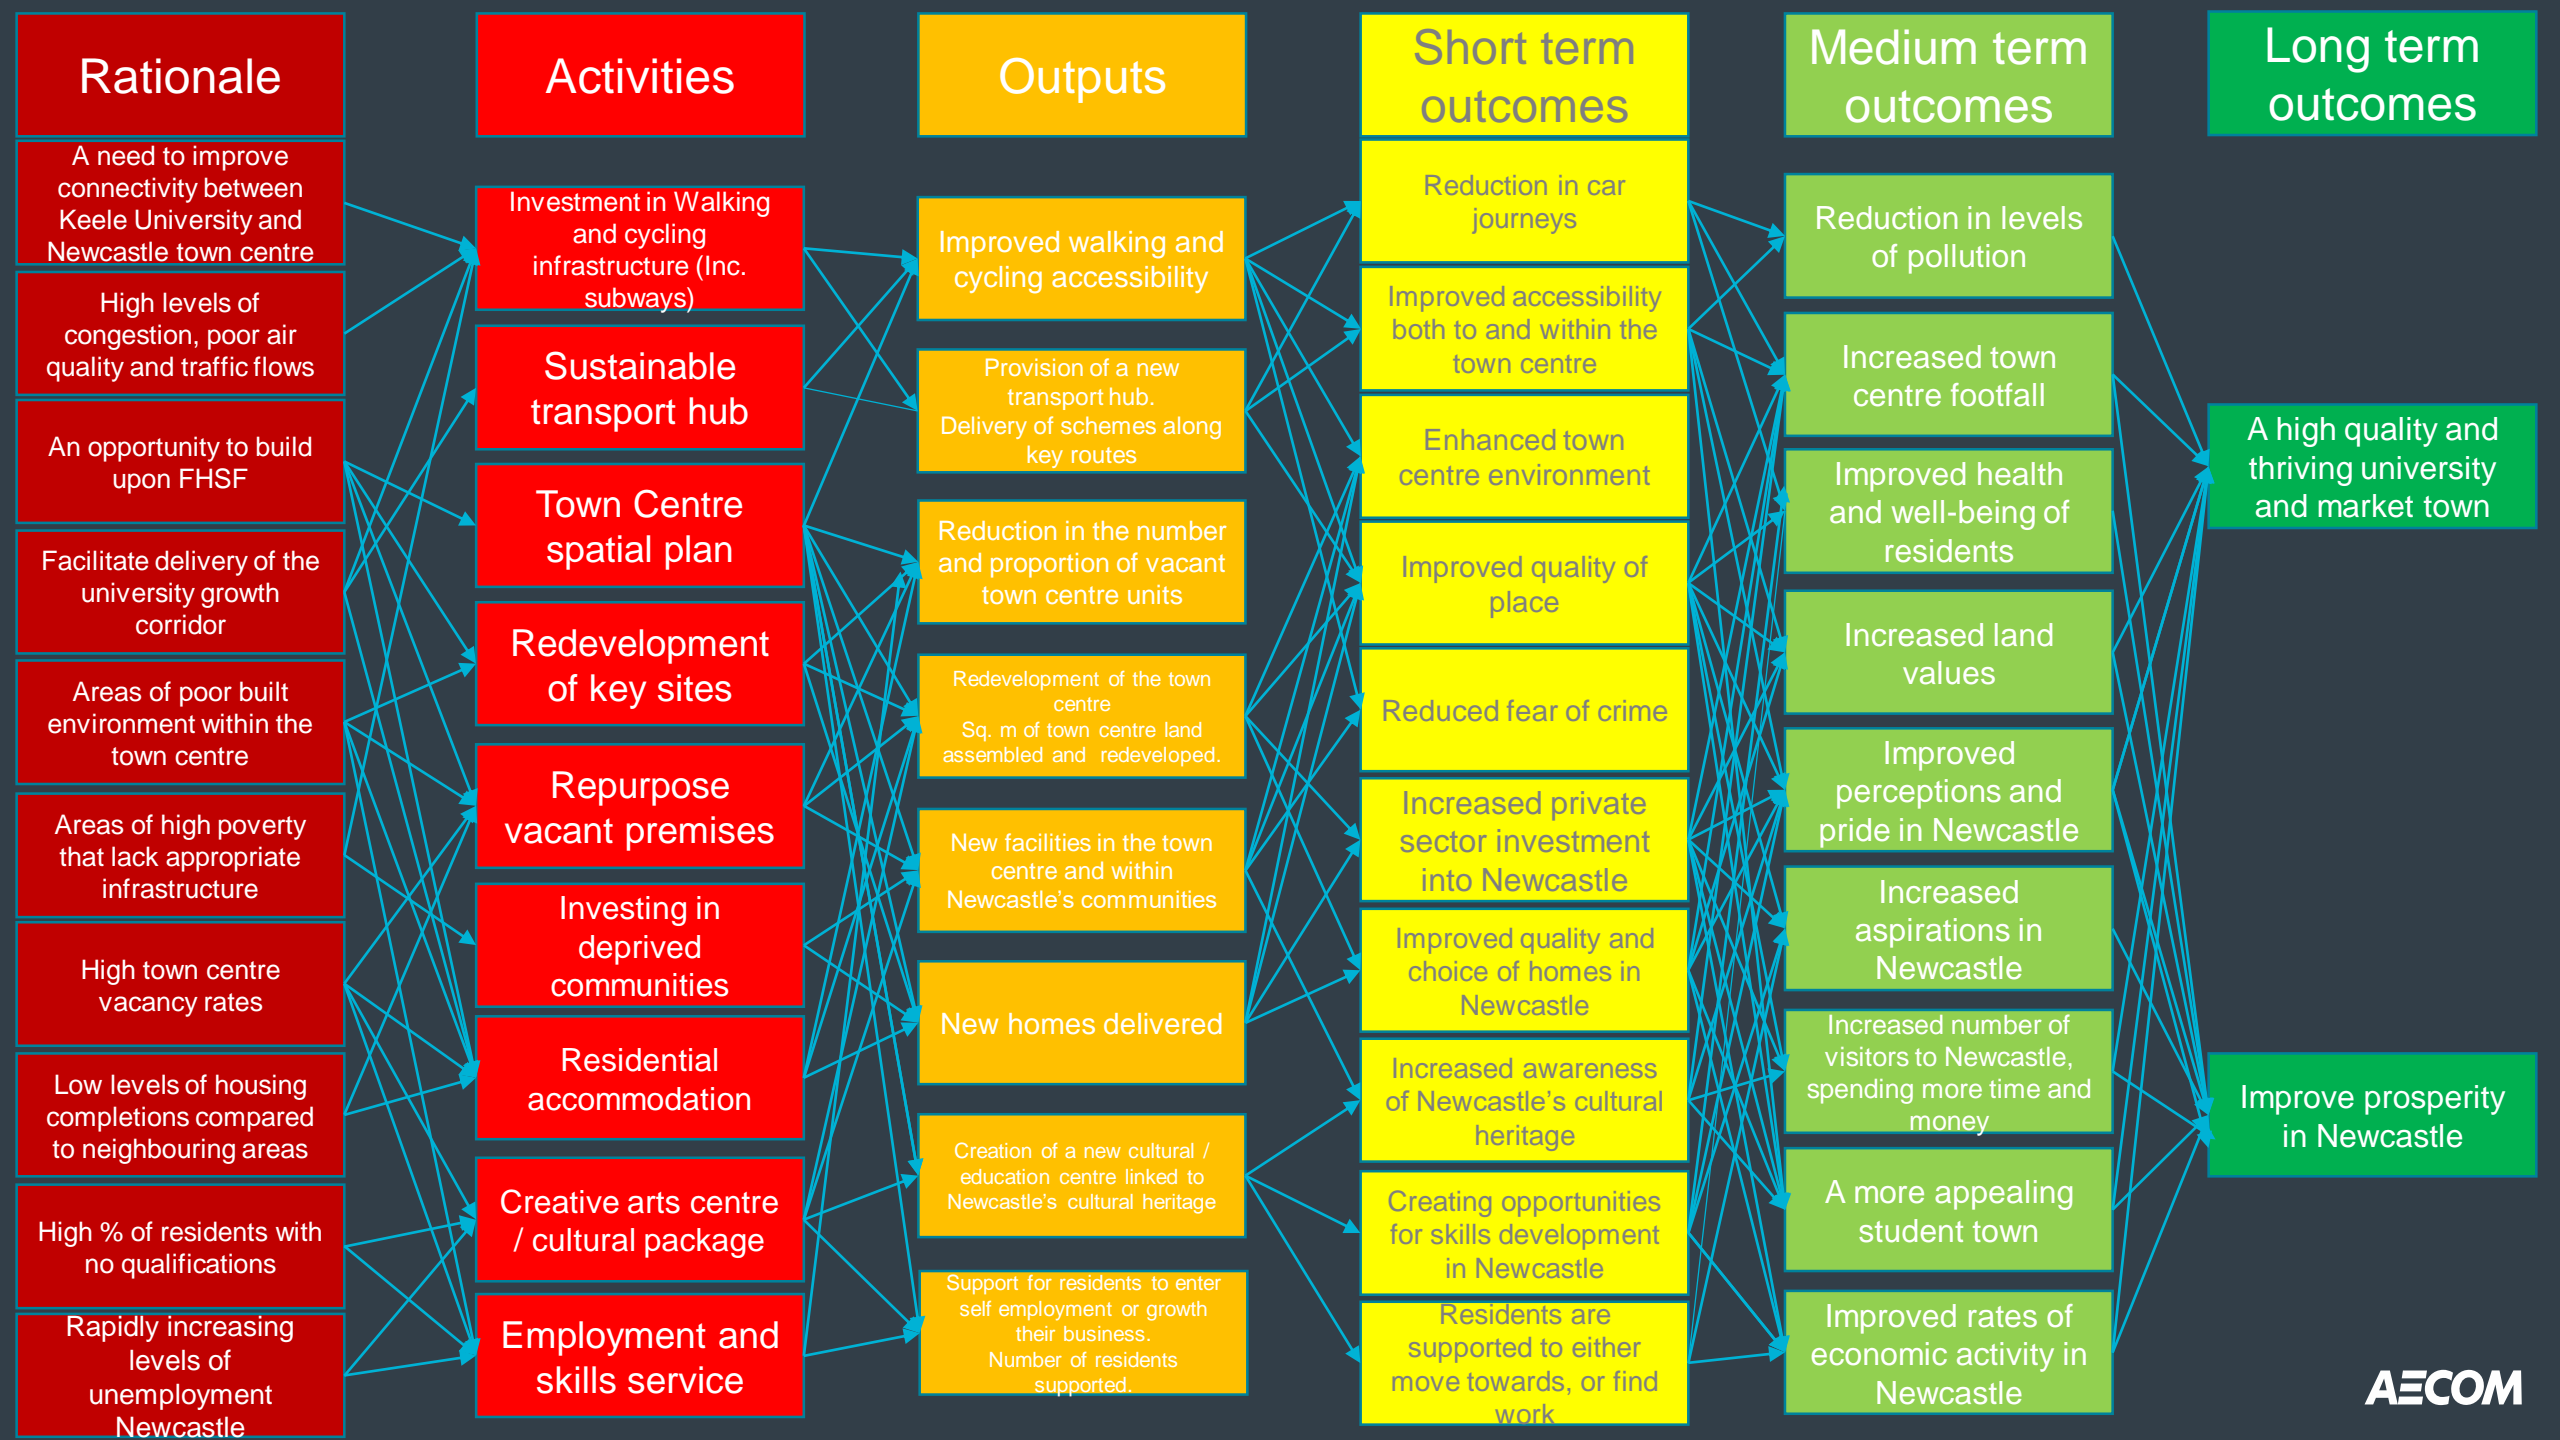 Rationale
A need to improve
connectivity between
Keele University and
Newcastle town centre
High levels of
congestion, poor air
quality and traffic flows
An opportunity to build
upon FHSF
Facilitate delivery of the
university growth
corridor
Areas of poor built
environment within the
town centre
Areas of high poverty
that lack appropriate
infrastructure
High town centre
vacancy rates
Low levels of housing
completions compared
to neighbouring areas
High % of residents with
no qualifications
Rapidly increasing
levels of
unemployment
Newcastle
Activities
Investment in Walking
and cycling
infrastructure (Inc.
subways)
Sustainable
transport hub
Town Centre
spatial plan
Redevelopment
of key sites
Repurpose
vacant premises
Investing in
deprived
communities
Residential
accommodation
Creative arts centre
/ cultural package
Employment and
skills service
Outputs
Improved walking and
cycling accessibility
Provision of a new
transport hub.
Delivery of schemes along
key routes
Reduction in the number
and proportion of vacant
town centre units
Redevelopment of the town
centre
Sq. m of town centre land
assembled and redeveloped.
New facilities in the town
centre and within
Newcastle's communities
New homes delivered
Creation of a new cultural /
education centre linked to
Newcastle's cultural heritage
Support for residents to enter
self employment or growth
their business.
Number of residents
supported.
Short term
outcomes
Reduction in car
journeys
Improved accessibility
both to and within the
town centre
Enhanced town
centre environment
Improved quality of
place
Reduced fear of crime
Increased private
sector investment
into Newcastle
Improved quality and
choice of homes in
Newcastle
Increased awareness
of Newcastle's cultural
heritage
Creating opportunities
for skills development
in Newcastle
Residents are
supported to either
move towards, or find
work
Medium term
outcomes
Reduction in levels
of pollution
Increased town
centre footfall
Improved health
and well-being of
residents
Increased land
values
Improved
perceptions and
pride in Newcastle
Increased
aspirations in
Newcastle
Increased number of
visitors to Newcastle,
spending more time and
money
A more appealing
student town
Improved rates of
economic activity in
Newcastle
Long term
outcomes
A high quality and
thriving university
and market town
Improve prosperity
in Newcastle
AECOM